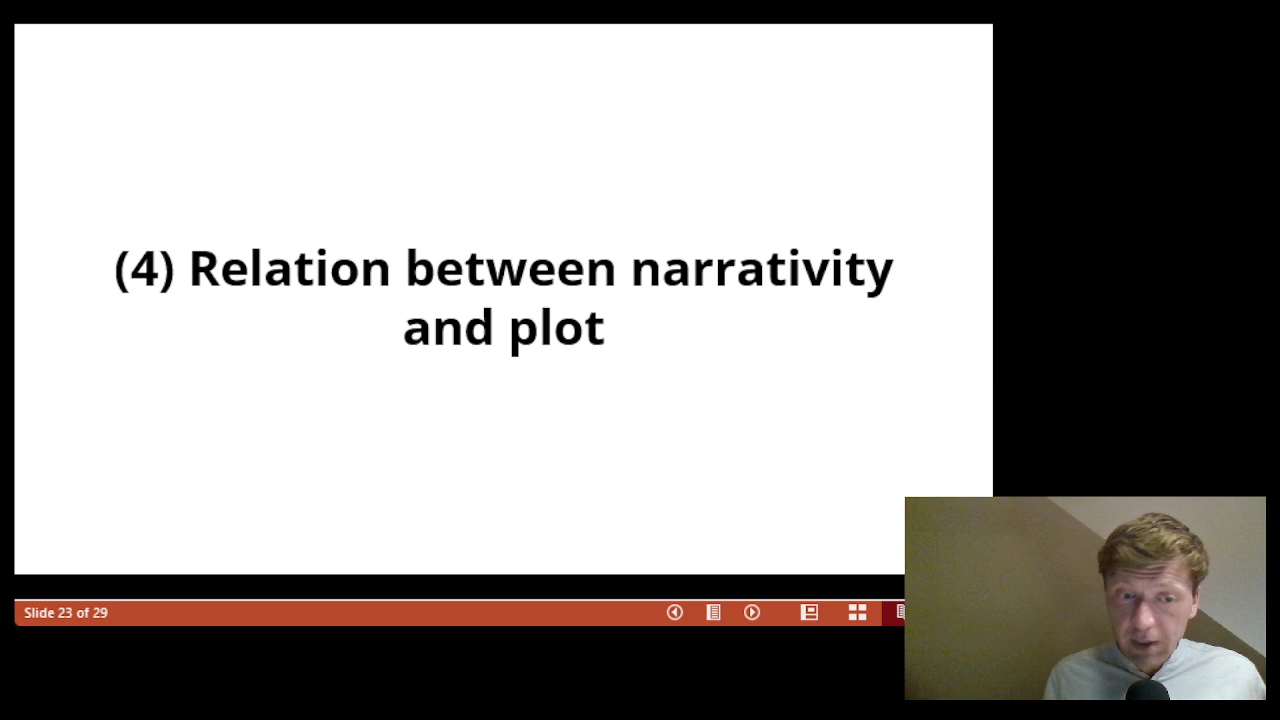 (4) Relation between narrativity
and plot
Slide 23 of 29